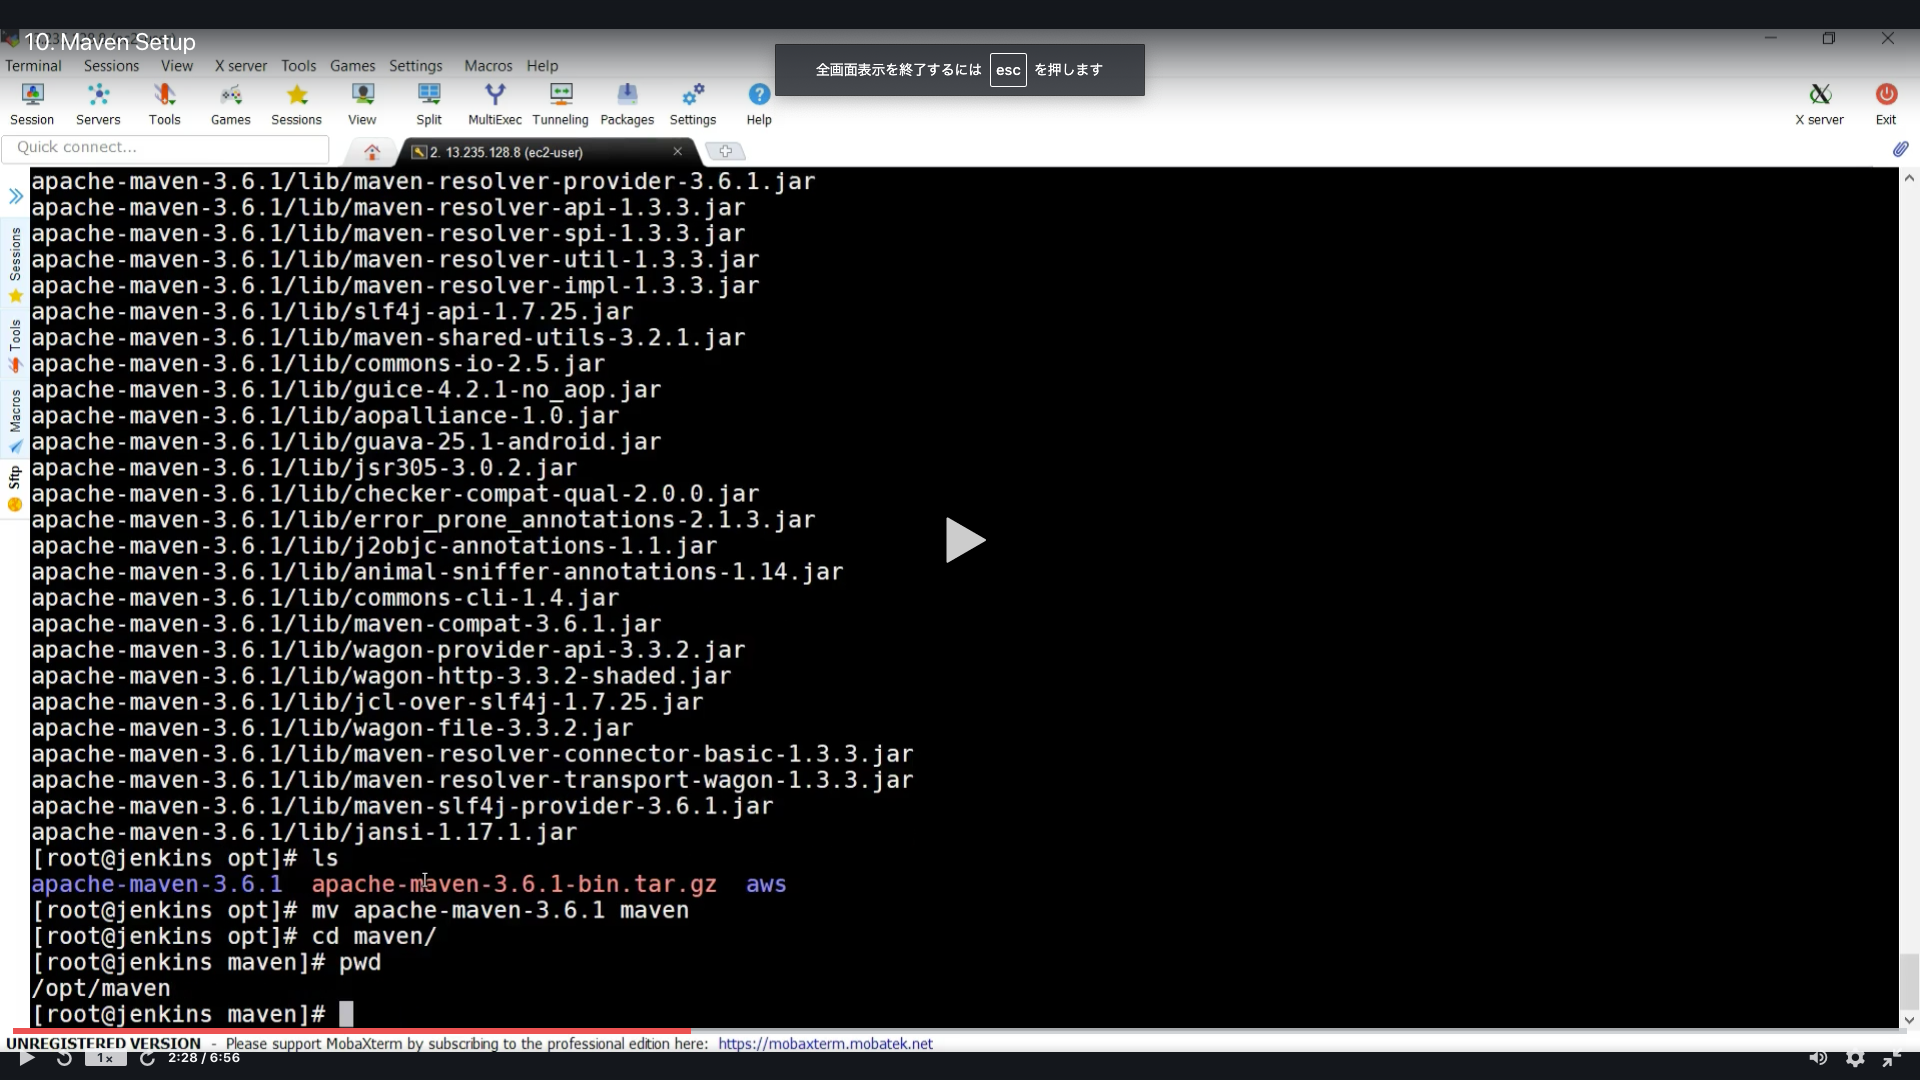 10. Maven Setup
Terminal Sessions View X server Tools Games Settings Macros Help
全画面表示を終了するには esc を押します
Session Servers Tools Games Sessions View Split MultiExec Tunneling Packages Settings Help X server Exit
Quick connect...
2. 13.235.128.8 (ec2-user)
Sessions
Tools
Macros
Sftp
apache-maven-3.6.1/lib/maven-resolver-provider-3.6.1.jar
apache-maven-3.6.1/lib/maven-resolver-api-1.3.3.jar
apache-maven-3.6.1/lib/maven-resolver-spi-1.3.3.jar
apache-maven-3.6.1/lib/maven-resolver-util-1.3.3.jar
apache-maven-3.6.1/lib/maven-resolver-impl-1.3.3.jar
apache-maven-3.6.1/lib/slf4j-api-1.7.25.jar
apache-maven-3.6.1/lib/maven-shared-utils-3.2.1.jar
apache-maven-3.6.1/lib/commons-io-2.5.jar
apache-maven-3.6.1/lib/guice-4.2.1-no_aop.jar
apache-maven-3.6.1/lib/aopalliance-1.0.jar
apache-maven-3.6.1/lib/guava-25.1-android.jar
apache-maven-3.6.1/lib/jsr305-3.0.2.jar
apache-maven-3.6.1/lib/checker-compat-qual-2.0.0.jar
apache-maven-3.6.1/lib/error_prone_annotations-2.1.3.jar
apache-maven-3.6.1/lib/j2objc-annotations-1.1.jar
apache-maven-3.6.1/lib/animal-sniffer-annotations-1.14.jar
apache-maven-3.6.1/lib/commons-cli-1.4.jar
apache-maven-3.6.1/lib/maven-compat-3.6.1.jar
apache-maven-3.6.1/lib/wagon-provider-api-3.3.2.jar
apache-maven-3.6.1/lib/wagon-http-3.3.2-shaded.jar
apache-maven-3.6.1/lib/jcl-over-slf4j-1.7.25.jar
apache-maven-3.6.1/lib/wagon-file-3.3.2.jar
apache-maven-3.6.1/lib/maven-resolver-connector-basic-1.3.3.jar
apache-maven-3.6.1/lib/maven-resolver-transport-wagon-1.3.3.jar
apache-maven-3.6.1/lib/maven-slf4j-provider-3.6.1.jar
apache-maven-3.6.1/lib/jansi-1.17.1.jar
[root@jenkins opt]# ls
apache-maven-3.6.1 apache-maven-3.6.1-bin.tar.gz aws
[root@jenkins opt]# mv apache-maven-3.6.1 maven
[root@jenkins opt]# cd maven/
[root@jenkins maven]# pwd
/opt/maven
[root@jenkins maven]#
UNREGISTERED VERSION - Please support MobaXterm by subscribing to the professional edition here: https://mobaxterm.mobatek.net
1x 2:28 / 6:56